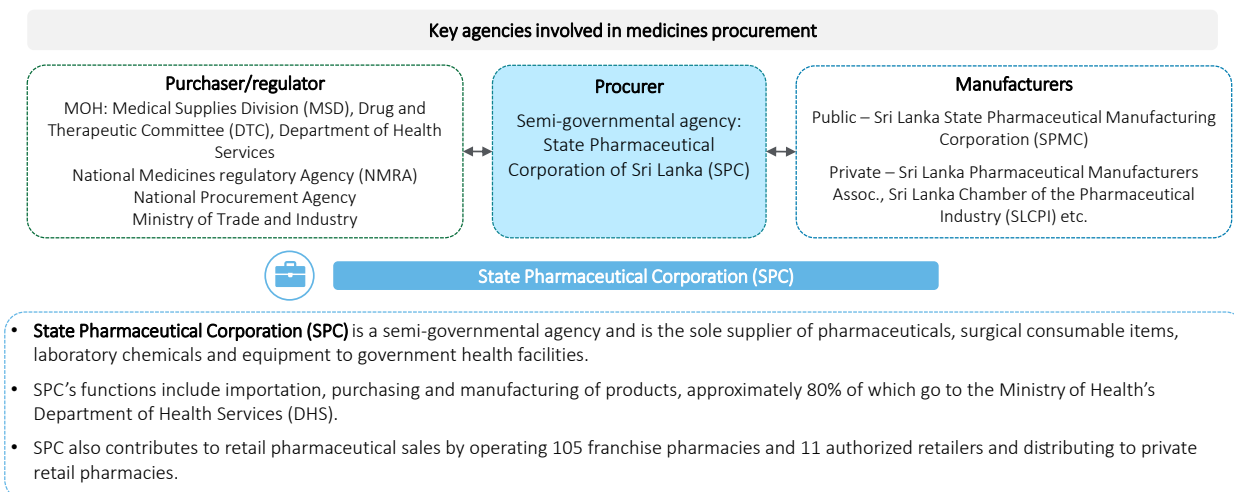 Key agencies involved in medicines procurement
Purchaser/regulator
MOH: Medical Supplies Division (MSD), Drug and
Therapeutic Committee (DTC), Department of Health
Services
National Medicines regulatory Agency (NMRA)
National Procurement Agency
Ministry of Trade and Industry
Procurer
Semi-governmental agency:
State Pharmaceutical
Corporation of Sri Lanka (SPC)
Manufacturers
Public – Sri Lanka State Pharmaceutical Manufacturing
Corporation (SPMC)
Private – Sri Lanka Pharmaceutical Manufacturers
Assoc., Sri Lanka Chamber of the Pharmaceutical
Industry (SLCPI) etc.
State Pharmaceutical Corporation (SPC)
• State Pharmaceutical Corporation (SPC) is a semi-governmental agency and is the sole supplier of pharmaceuticals, surgical consumable items,
laboratory chemicals and equipment to government health facilities.
• SPC's functions include importation, purchasing and manufacturing of products, approximately 80% of which go to the Ministry of Health's
Department of Health Services (DHS).
• SPC also contributes to retail pharmaceutical sales by operating 105 franchise pharmacies and 11 authorized retailers and distributing to private
retail pharmacies.